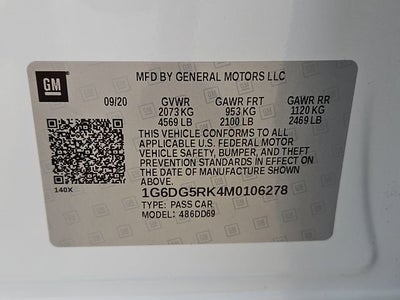 GM
MFD BY GENERAL MOTORS LLC
09/20 GVWR GAWR FRT GAWR RR
2073 KG 953 KG 1120 KG
4569 LB 2100 LB 2469 LB
THIS VEHICLE CONFORMS TO ALL
APPLICABLE U.S. FEDERAL MOTOR
VEHICLE SAFETY, BUMPER, AND THEFT
PREVENTION STANDARDS IN EFFECT ON
THE DATE OF MANUFACTURE
SHOWN ABOVE.
140X
1G6DG5RK4M0106278
TYPE: PASS CAR
MODEL: 486DD69